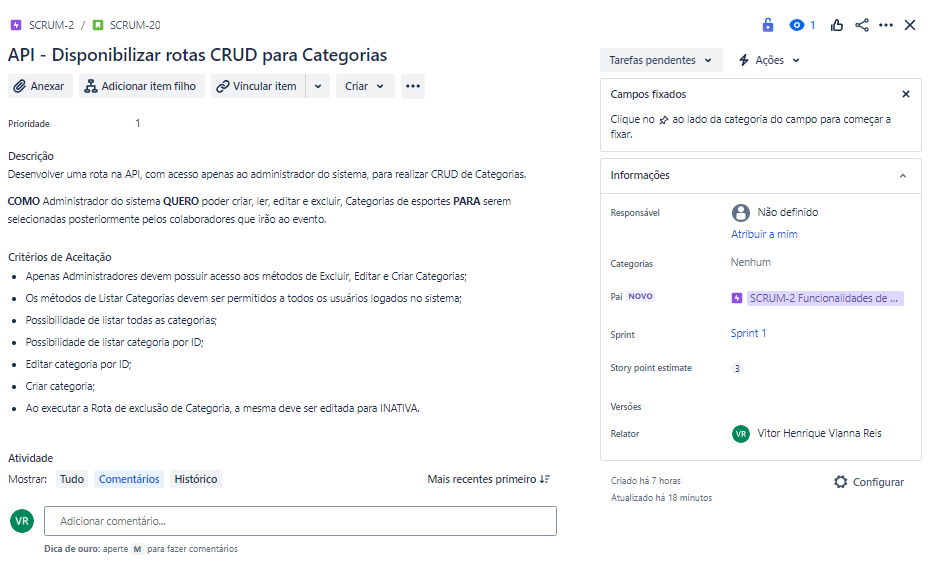 SCRUM-2 / SCRUM-20
1
API - Disponibilizar rotas CRUD para Categorias
Anexar
Adicionar item filho
Vincular item
Criar
Prioridade
1
Descrição
Desenvolver uma rota na API, com acesso apenas ao administrador do sistema, para realizar CRUD de Categorias.
COMO Administrador do sistema QUERO poder criar, ler, editar e excluir, Categorias de esportes PARA serem
selecionadas posteriormente pelos colaboradores que irão ao evento.
Critérios de Aceitação
• Apenas Administradores devem possuir acesso aos métodos de Excluir, Editar e Criar Categorias;
• Os métodos de Listar Categorias devem ser permitidos a todos os usuários logados no sistema;
• Possibilidade de listar todas as categorias;
• Possibilidade de listar categoria por ID;
• Editar categoria por ID;
• Criar categoria;
• Ao executar a Rota de exclusão de Categoria, a mesma deve ser editada para INATIVA.
Atividade
Mostrar: Tudo Comentários Histórico
Mais recentes primeiro
VR
Adicionar comentário...
Dica de ouro: aperte M para fazer comentários
Tarefas pendentes
Ações
Campos fixados
Clique no ao lado da categoria do campo para começar a
fixar.
Informações
Responsável
Não definido
Atribuir a mim
Categorias
Nenhum
Pai NOVO
SCRUM-2 Funcionalidades de ...
Sprint
Sprint 1
Story point estimate
3
Versões
Relator
VR
Vitor Henrique Vianna Reis
Criado há 7 horas
Atualizado há 18 minutos
Configurar